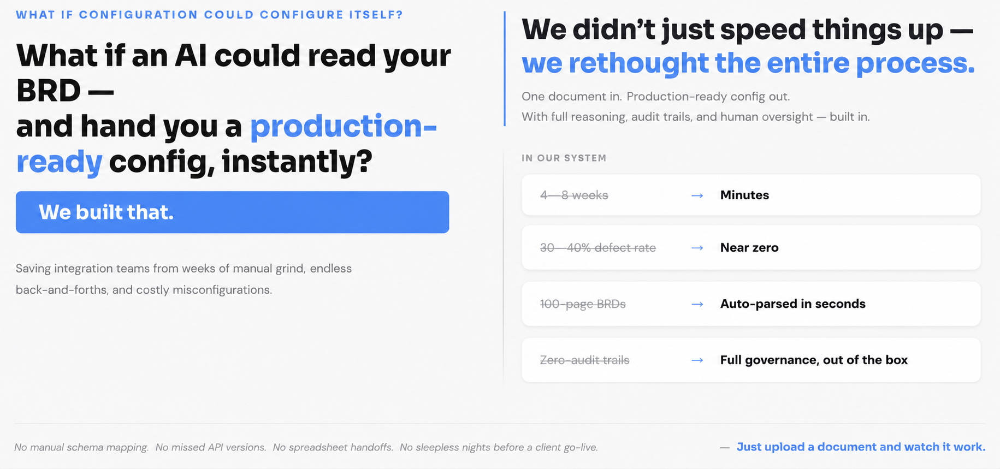 WHAT IF CONFIGURATION COULD CONFIGURE ITSELF?
What if an AI could read your
BRD —
and hand you a production-
ready config, instantly?
We built that.
Saving integration teams from weeks of manual grind, endless
back-and-forths, and costly misconfigurations.
We didn’t just speed things up —
we rethought the entire process.
One document in. Production-ready config out.
With full reasoning, audit trails, and human oversight — built in.
IN OUR SYSTEM
4—8 weeks → Minutes
30—40% defect rate → Near zero
100-page BRDs → Auto-parsed in seconds
Zero-audit trails → Full governance, out of the box
No manual schema mapping. No missed API versions. No spreadsheet handoffs. No sleepless nights before a client go-live.
— Just upload a document and watch it work.